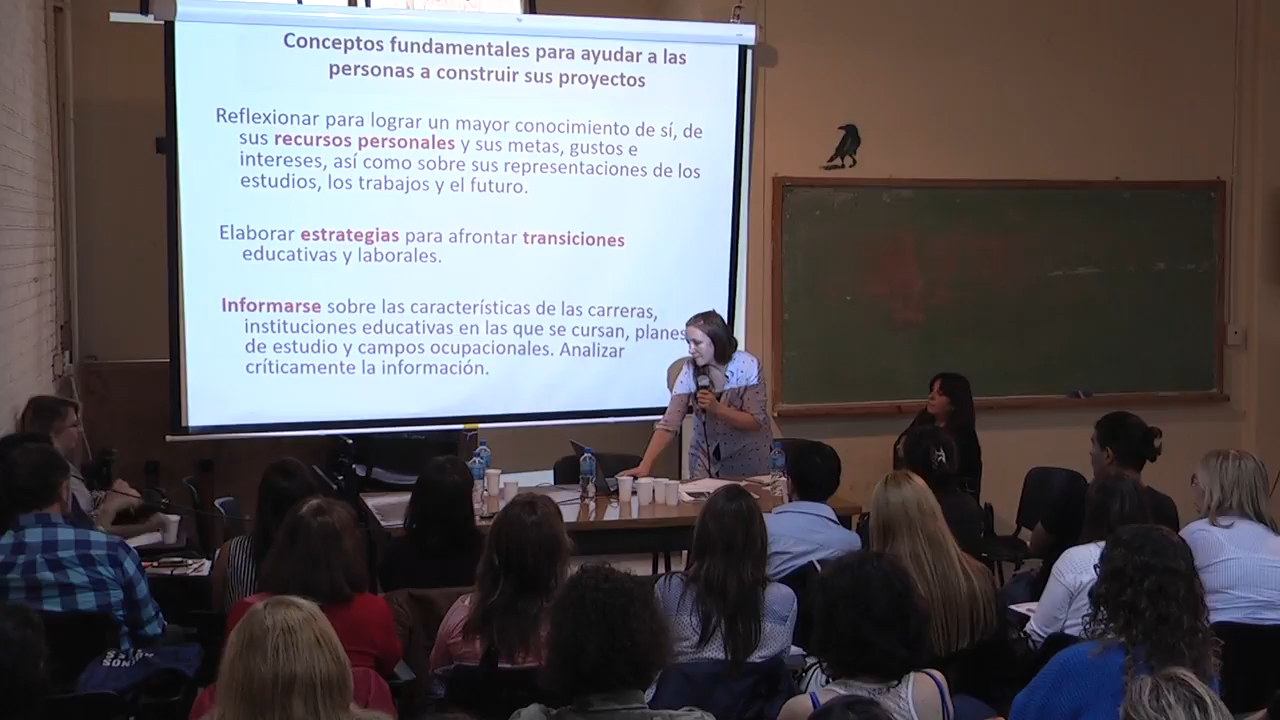 Conceptos fundamentales para ayudar a las
personas a construir sus proyectos
Reflexionar para lograr un mayor conocimiento de sí, de
sus recursos personales y sus metas, gustos e
intereses, así como sobre sus representaciones de los
estudios, los trabajos y el futuro.
Elaborar estrategias para afrontar transiciones
educativas y laborales.
Informarse sobre las características de las carreras,
instituciones educativas en las que se cursan, planes
de estudio y campos ocupacionales. Analizar
críticamente la información.